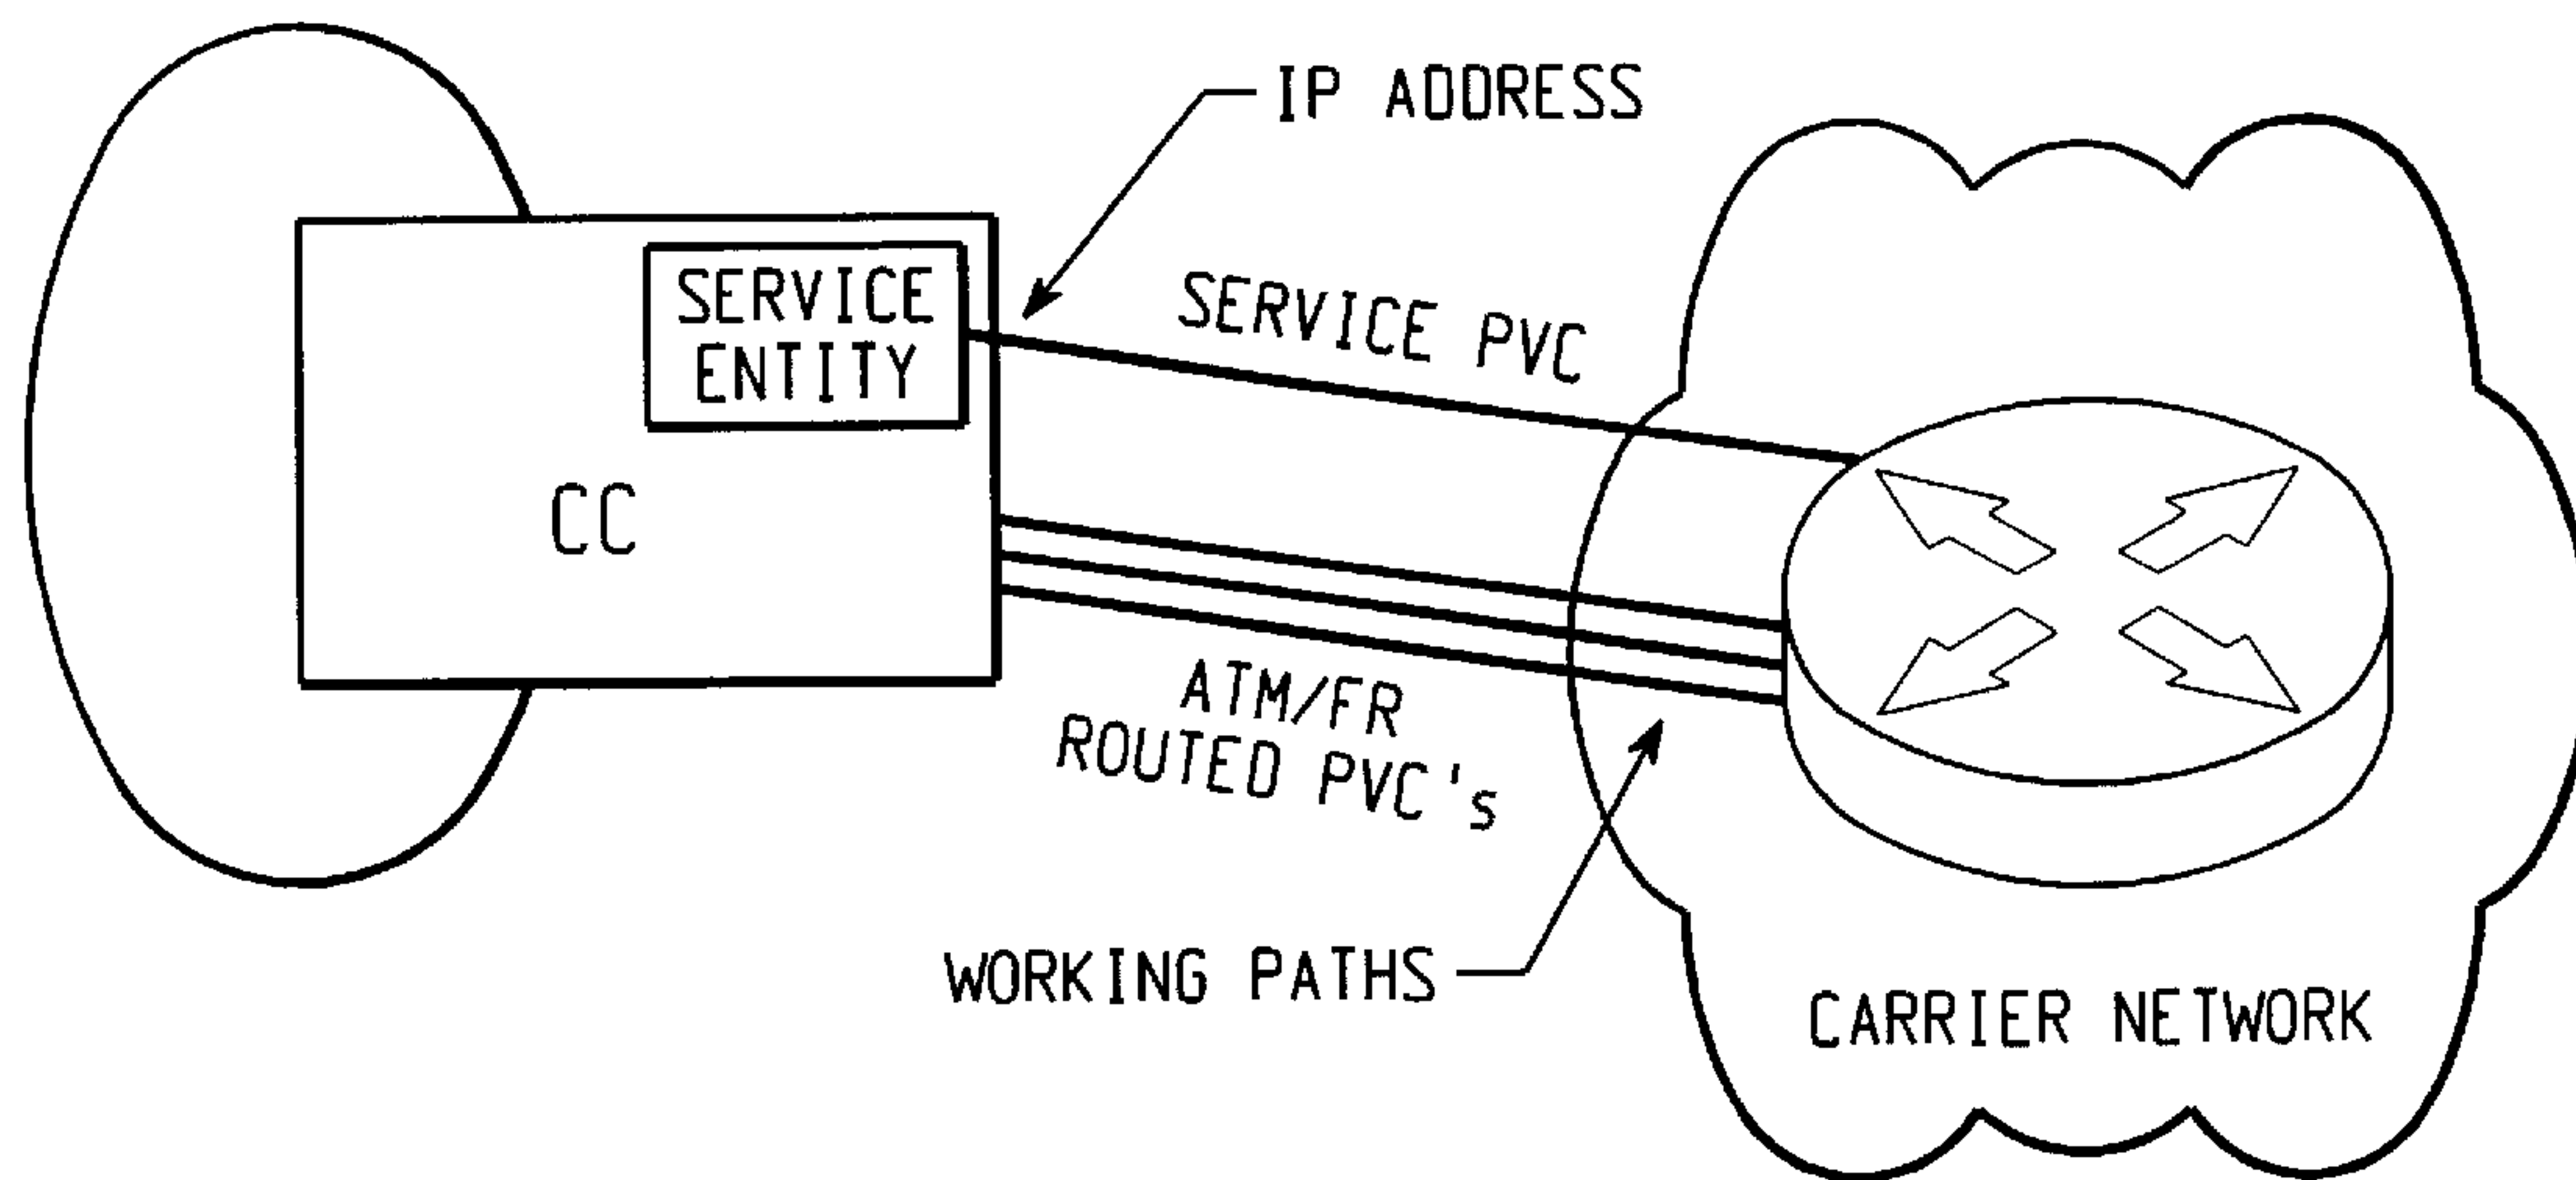 IP ADDRESS
SERVICE
ENTITY
SERVICE PVC
CC
ATM/FR
ROUTED PVC's
WORKING PATHS
CARRIER NETWORK